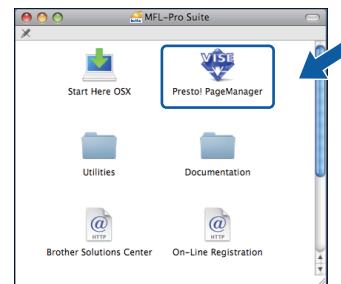 MFL-Pro Suite
VISE
Start Here OSX
Presto! PageManager
Utilities
Documentation
@
HTTP
@
HTTP
Brother Solutions Center
On-Line Registration